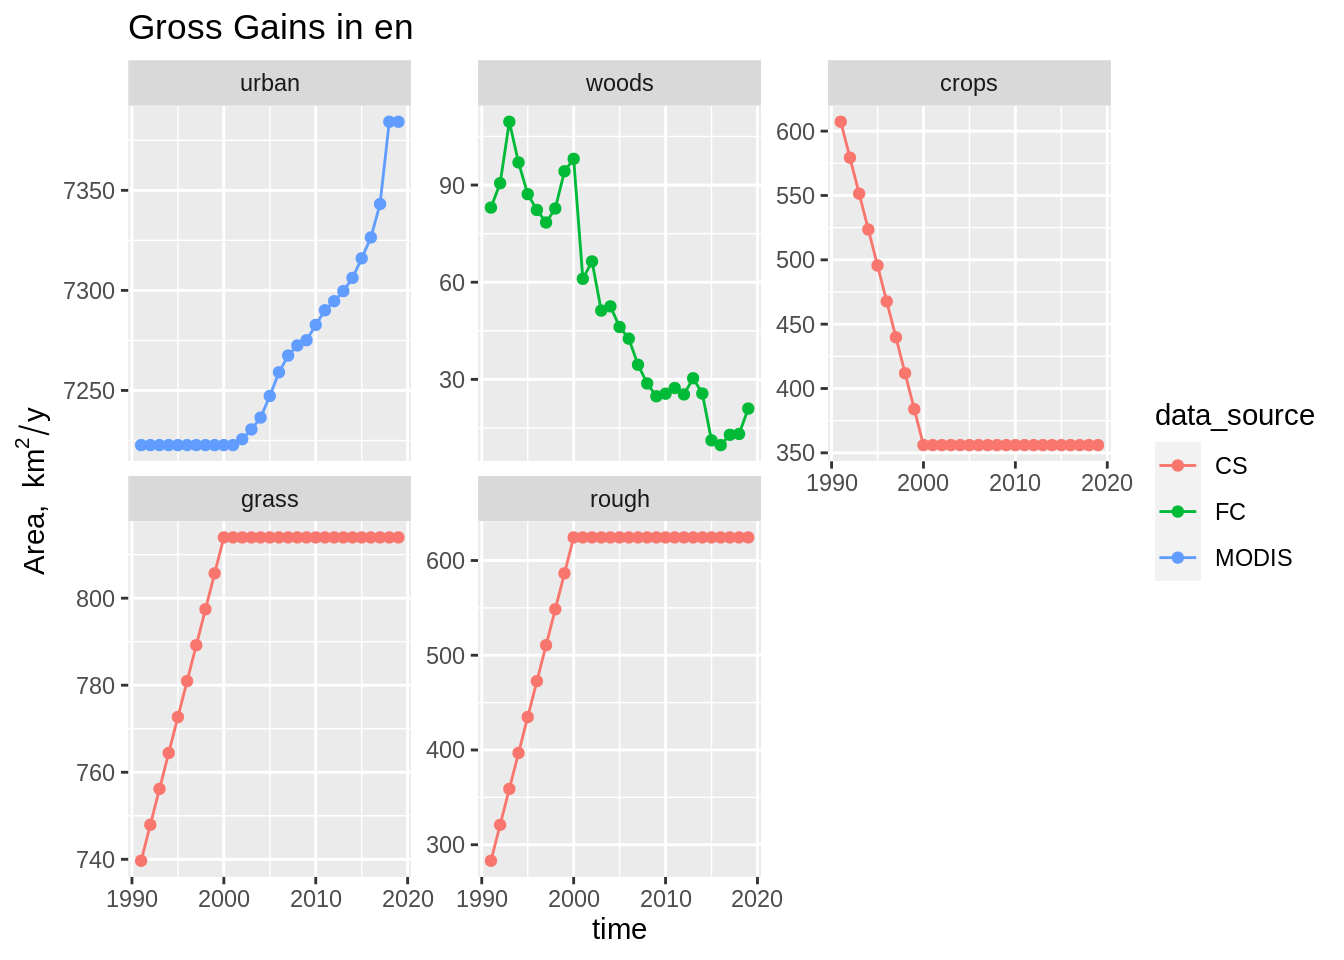 Gross Gains in en
urban
woods
crops
7350
7300
7250
90
60
30
600
550
500
450
400
350
1990 2000 2010 2020
grass
rough
800
780
760
740
600
500
400
300
1990 2000 2010 2020
1990 2000 2010 2020
time
Area, km²/y
data_source
CS
FC
MODIS